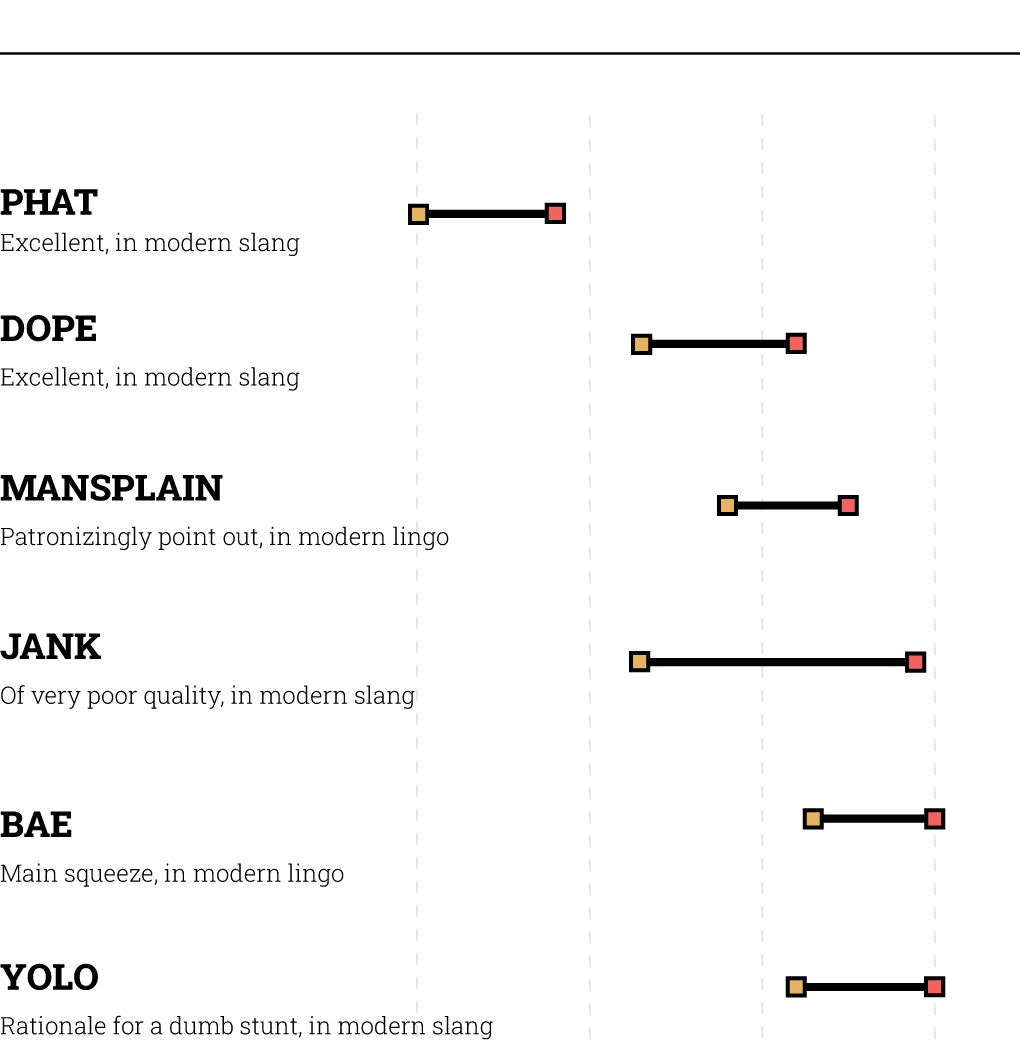 PHAT
Excellent, in modern slang
DOPE
Excellent, in modern slang
MANSPLAIN
Patronizingly point out, in modern lingo
JANK
Of very poor quality, in modern slang
BAE
Main squeeze, in modern lingo
YOLO
Rationale for a dumb stunt, in modern slang